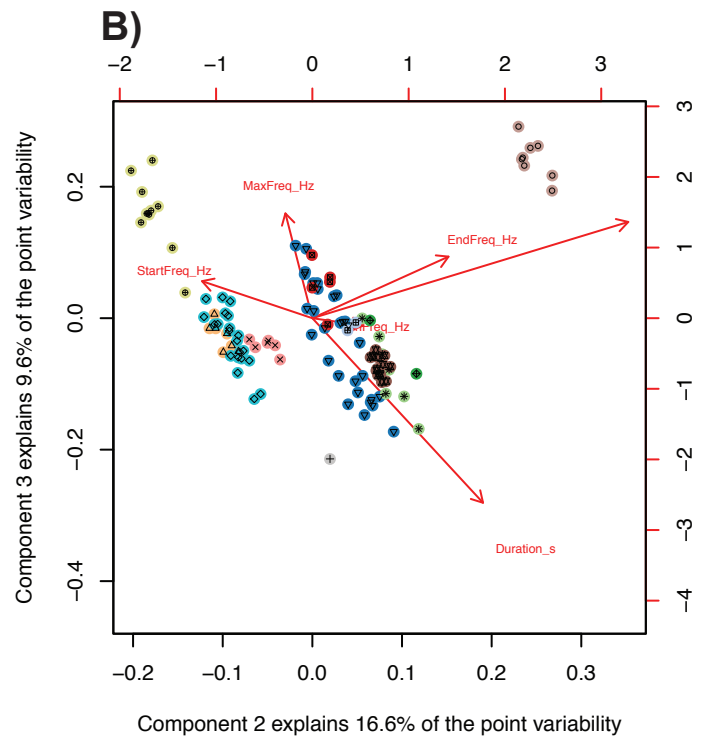 B)
−2 −1 0 1 2 3
Component 3 explains 9.6% of the point variability
0.2
0.0
−0.2
−0.4
3
2
1
0
−1
−2
−3
−4
MaxFreq_Hz
EndFreq_Hz
StartFreq_Hz
Freq_Hz
Duration_s
−0.2 −0.1 0.0 0.1 0.2 0.3
Component 2 explains 16.6% of the point variability